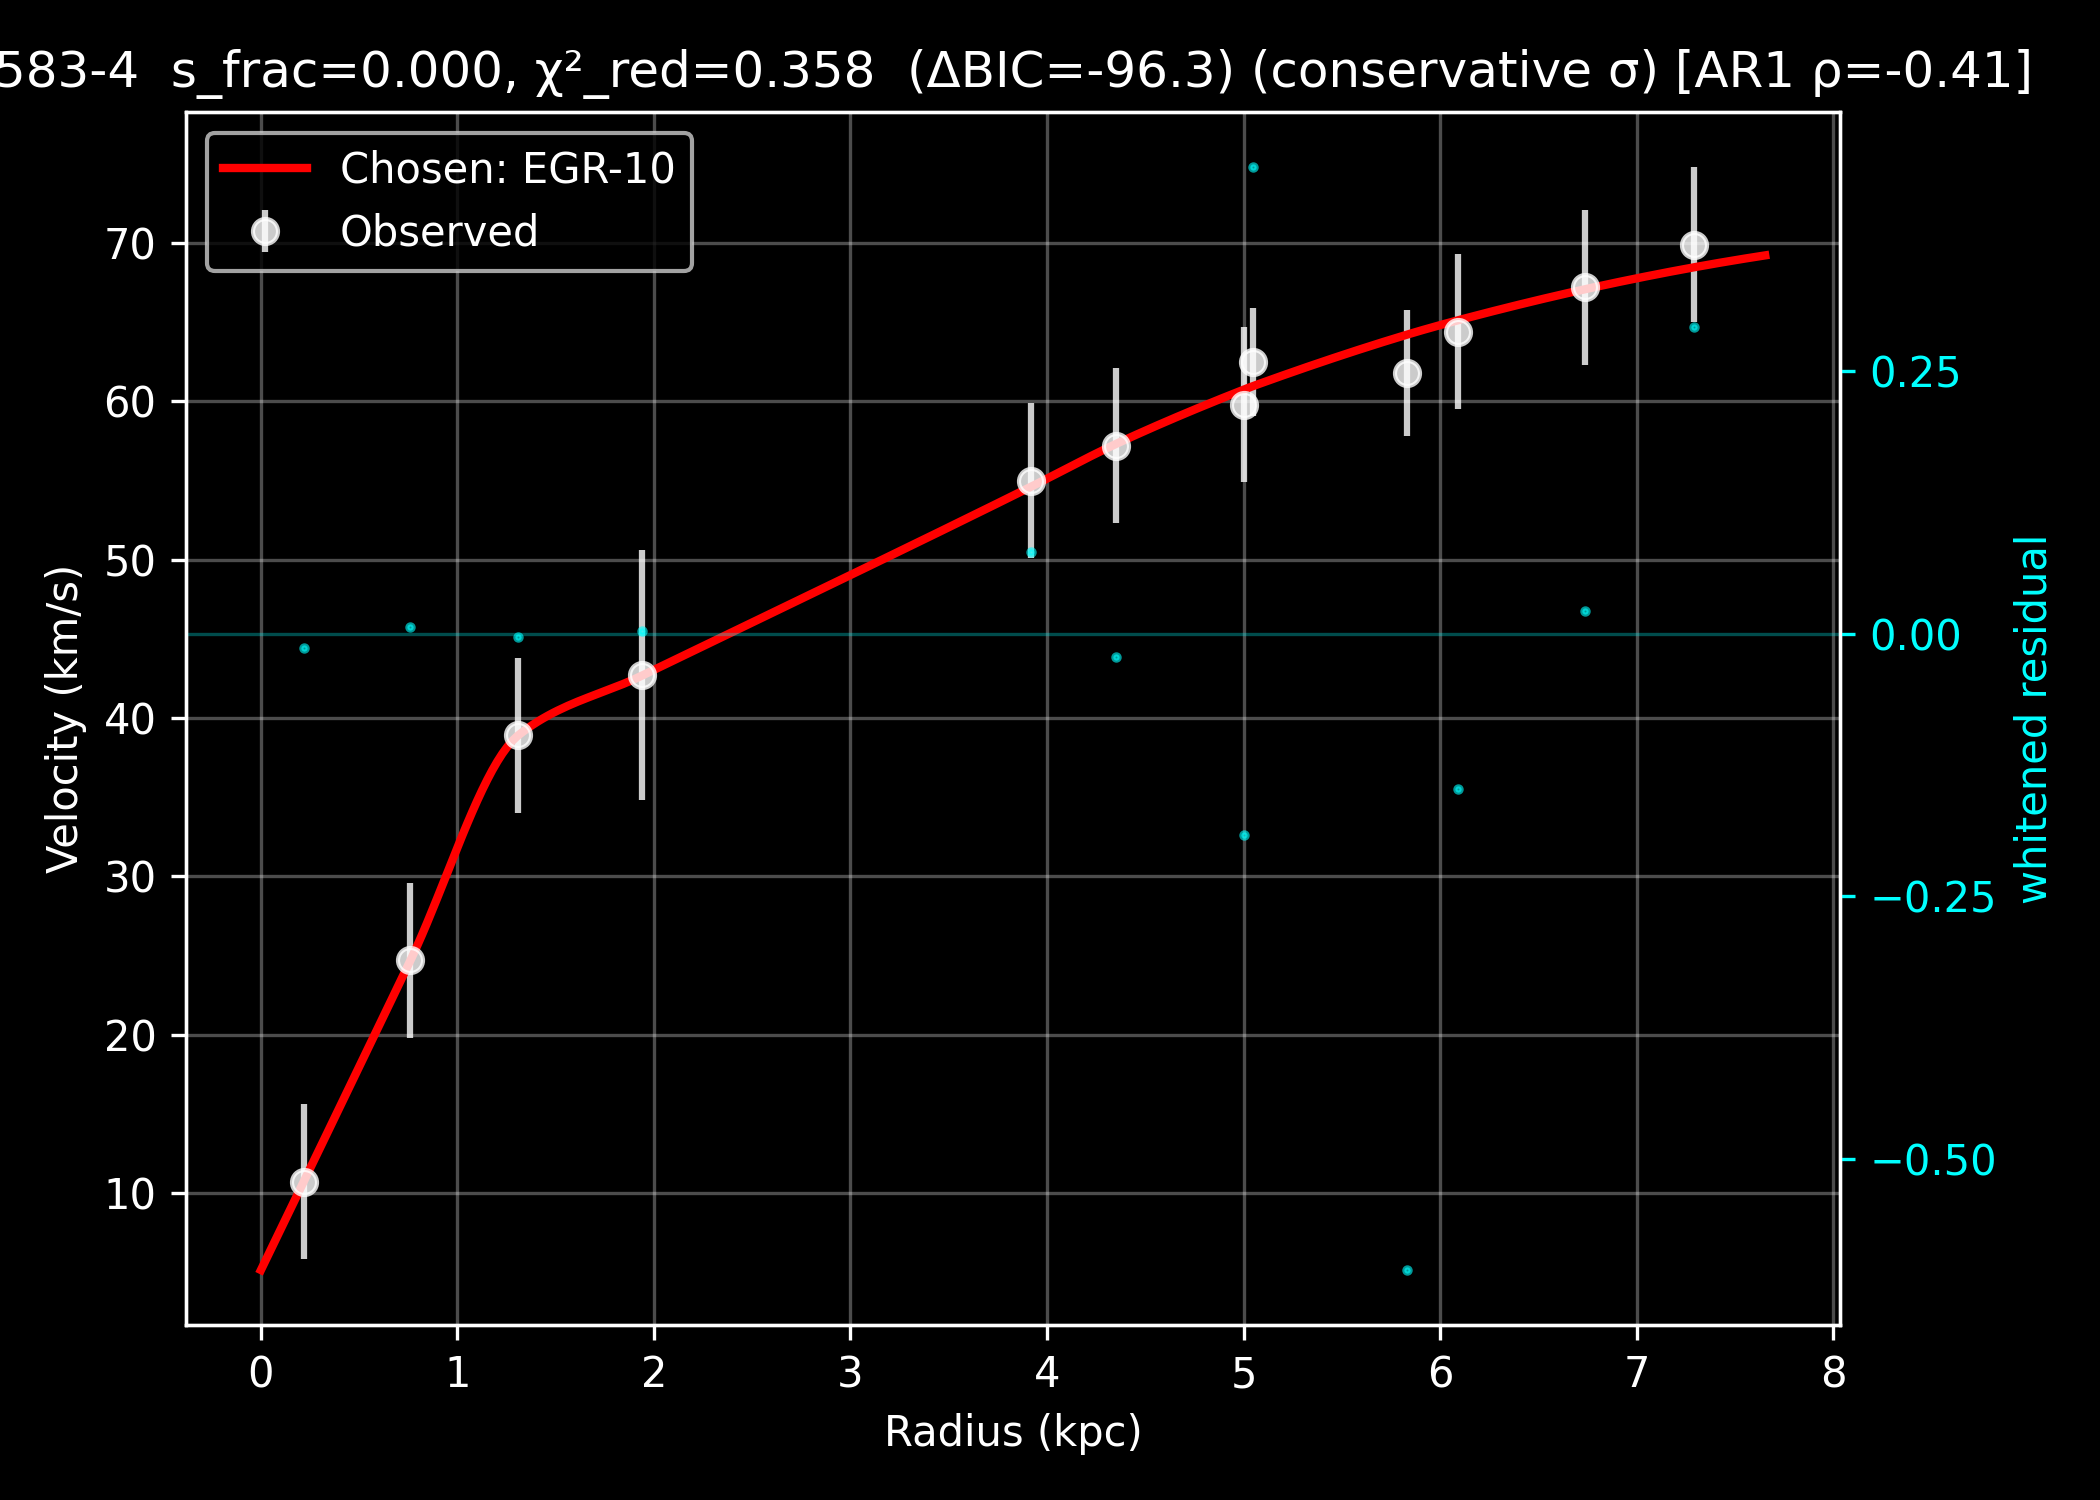 583-4 s_frac=0.000, χ²_red=0.358 (ΔBIC=-96.3) (conservative σ) [AR1 ρ=-0.41]
Chosen: EGR-10
Observed
Velocity (km/s)
70
60
50
40
30
20
10
0 1 2 3 4 5 6 7 8
Radius (kpc)
0.25
0.00
−0.25
−0.50
whitened residual